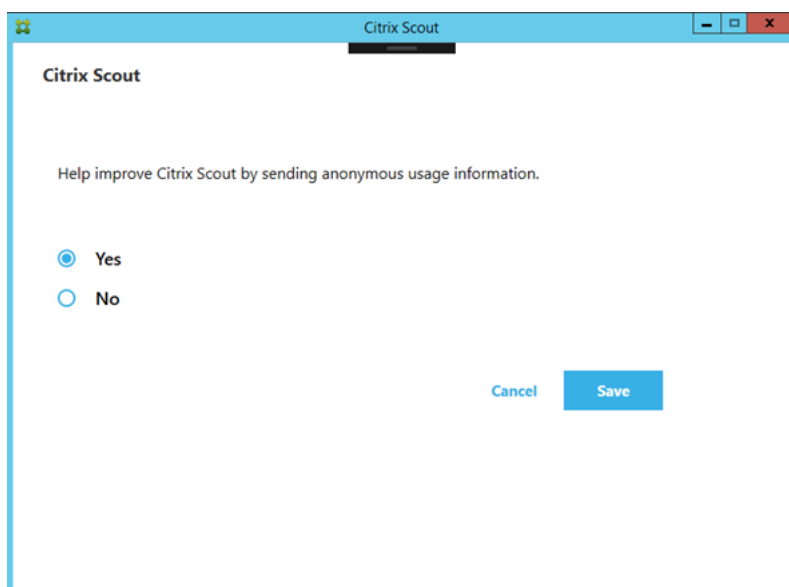 Citrix Scout
Citrix Scout
Help improve Citrix Scout by sending anonymous usage information.
Yes
No
Cancel Save